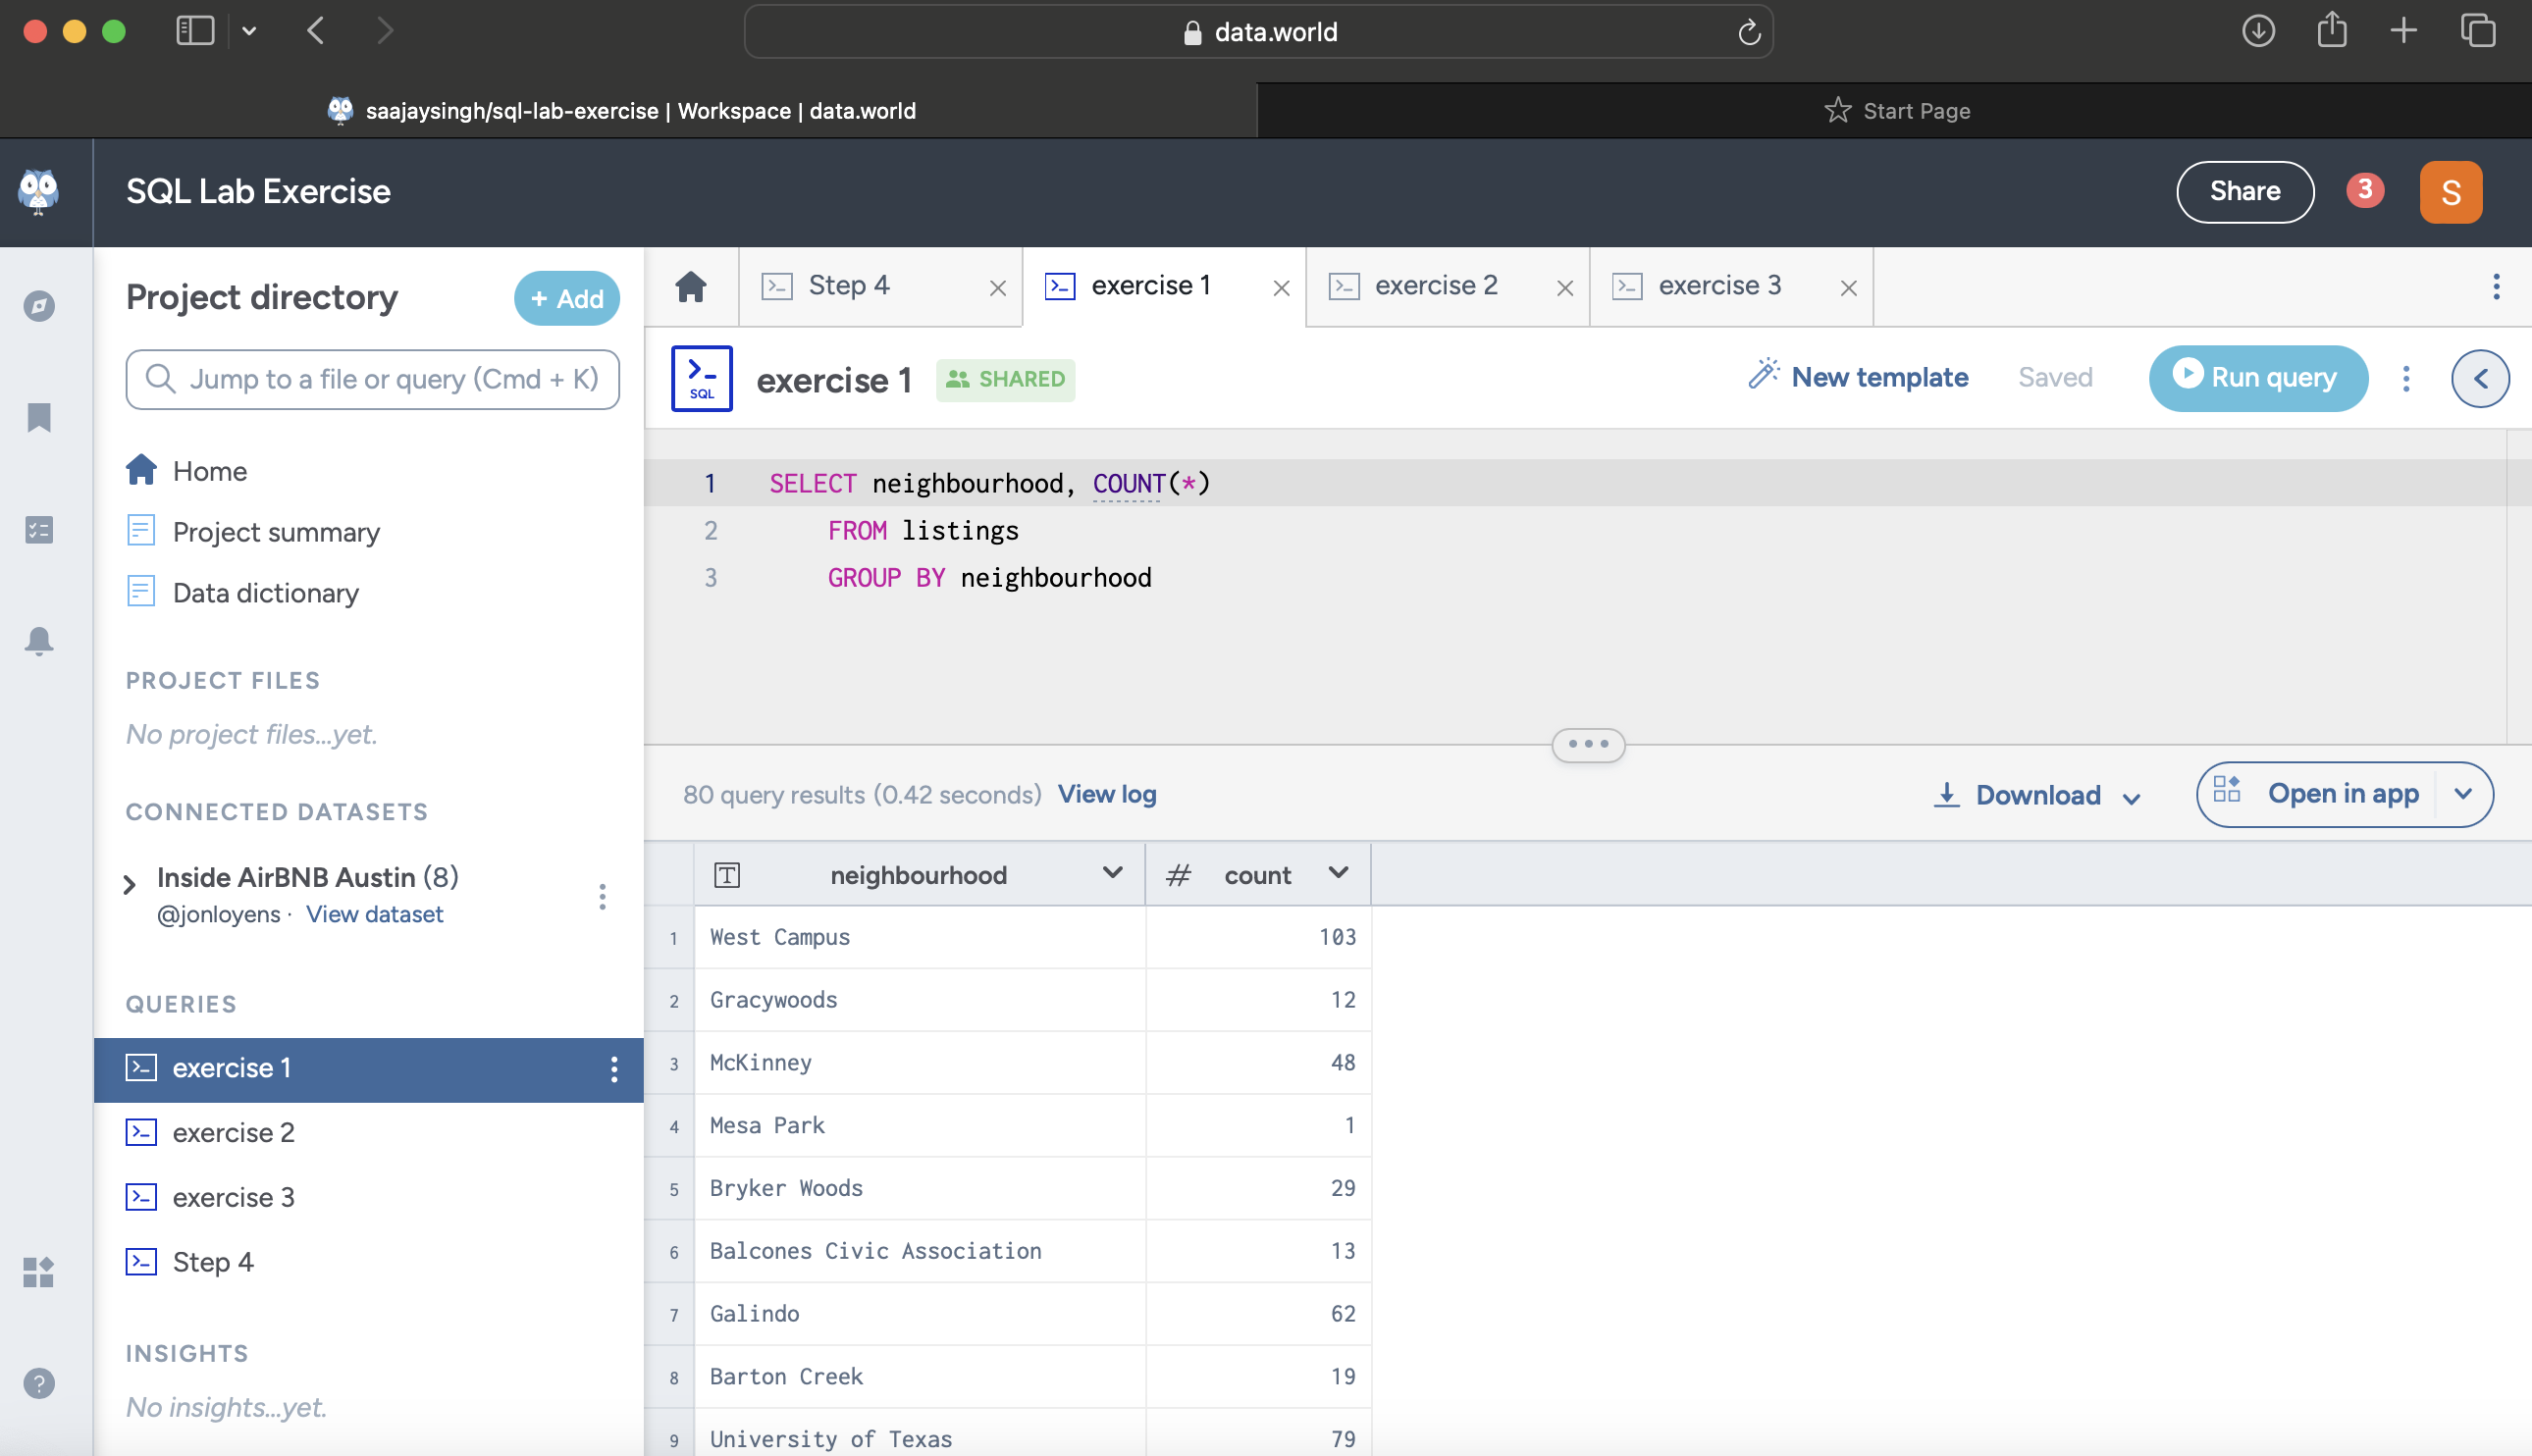 data.world
saajaysingh/sql-lab-exercise | Workspace | data.world
Start Page
SQL Lab Exercise
Share
3
S
Project directory
+ Add
Jump to a file or query (Cmd + K)
Home
Project summary
Data dictionary
PROJECT FILES
No project files...yet.
CONNECTED DATASETS
Inside AirBNB Austin (8)
@jonloyens · View dataset
QUERIES
exercise 1
exercise 2
exercise 3
Step 4
INSIGHTS
No insights...yet.
?
Step 4
exercise 1
exercise 2
exercise 3
SQL
exercise 1
SHARED
New template
Saved
Run query
1 SELECT neighbourhood, COUNT(*)
2 FROM listings
3 GROUP BY neighbourhood
80 query results (0.42 seconds) View log
Download
Open in app
T neighbourhood # count
1 West Campus 103
2 Gracywoods 12
3 McKinney 48
4 Mesa Park 1
5 Bryker Woods 29
6 Balcones Civic Association 13
7 Galindo 62
8 Barton Creek 19
9 University of Texas 79